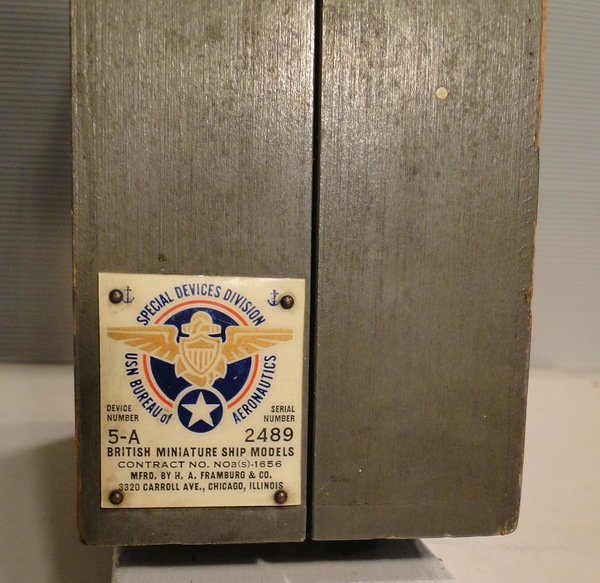 SPECIAL DEVICES DIVISION
USN BUREAU of AERONAUTICS
DEVICE NUMBER
SERIAL NUMBER
5-A
2489
BRITISH MINIATURE SHIP MODELS
CONTRACT NO. NOa(s)-1656
MFRD. BY H. A. FRAMBURG & CO.
3320 CARROLL AVE., CHICAGO, ILLINOIS